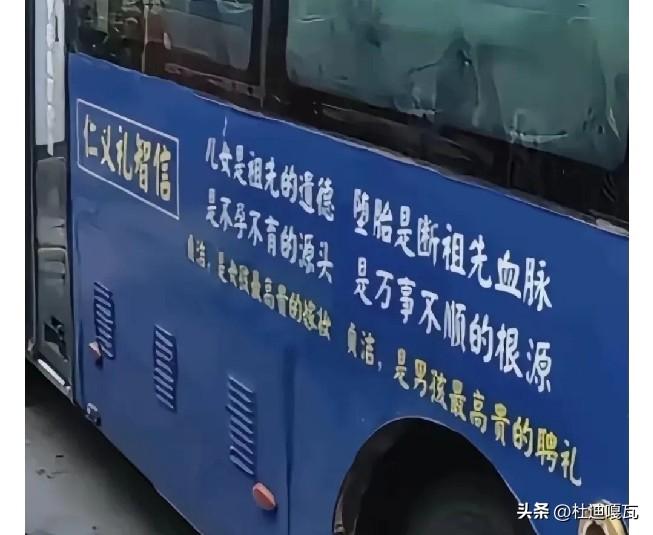 仁义礼智信
儿女是祖先的道德 堕胎是断祖先血脉
是不孕不育的源头 是万事不顺的根源
贞洁，是女孩最高贵的嫁妆 贞洁，是男孩最高贵的聘礼
头条 @杜迪嘎瓦